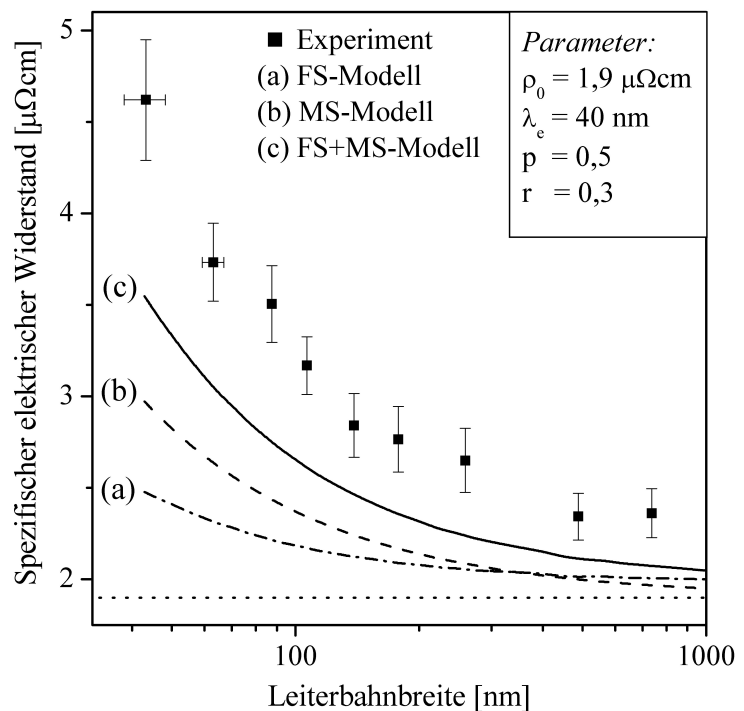 Experiment
(a) FS-Modell
(b) MS-Modell
(c) FS+MS-Modell
Parameter:
ρ₀ = 1,9 μΩcm
λₑ = 40 nm
p = 0,5
r = 0,3
Spezifischer elektrischer Widerstand [μΩcm]
5
4
3
2
(c)
(b)
(a)
100
1000
Leiterbahnbreite [nm]